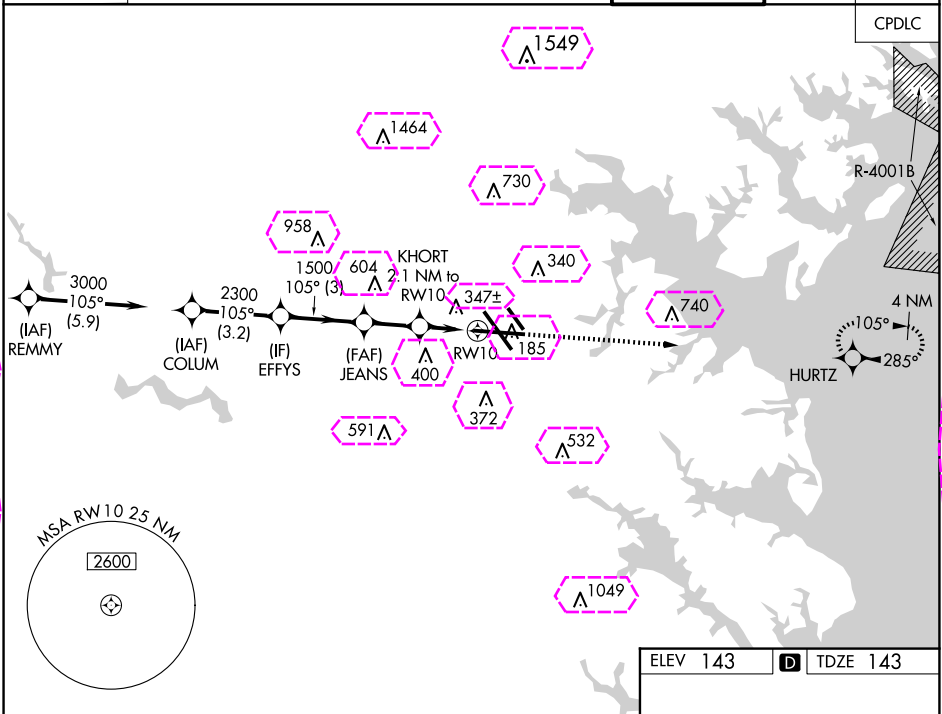 CPDLC
1549
1464
R-4001B
730
958
KHORT
2.1 NM to
RW10
604
1500
105° (3)
340
3000
105°
(5.9)
2300
105°
(3.2)
347±
740
4 NM
105°
285°
HURTZ
(IAF)
REMMY
(IAF)
COLUM
(IF)
EFFYS
(FAF)
JEANS
RW10
185
400
372
591
532
MSA RW10 25 NM
2600
1049
ELEV 143
D
TDZE 143